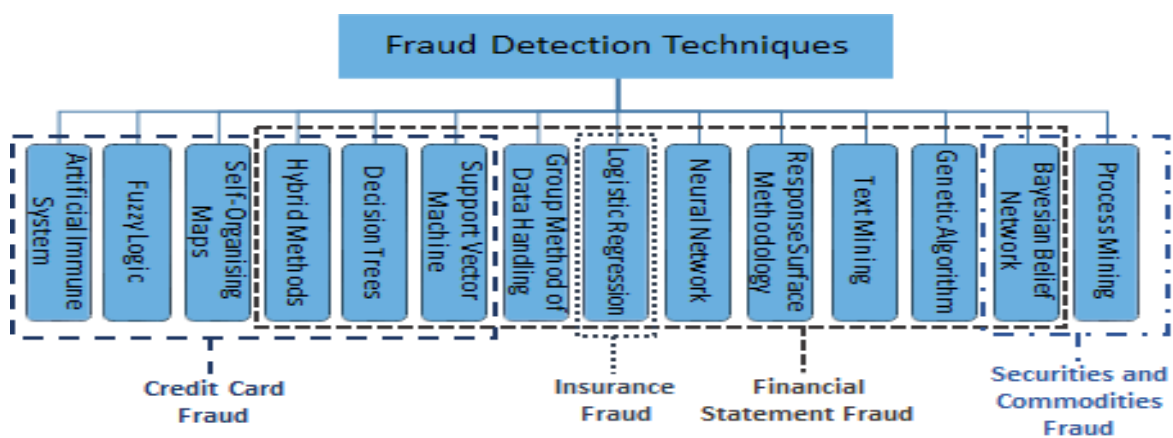 Fraud Detection Techniques
Artificial Immune
System
Fuzzy Logic
Self-Organising
Maps
Hybrid Methods
Decision Trees
Support Vector
Machine
Group Method of
Data Handling
Logistic Regression
Neural Network
Response Surface
Methodology
Text Mining
Genetic Algorithm
Bayesian Belief
Network
Process Mining
Credit Card
Fraud
Insurance
Fraud
Financial
Statement Fraud
Securities and
Commodities
Fraud